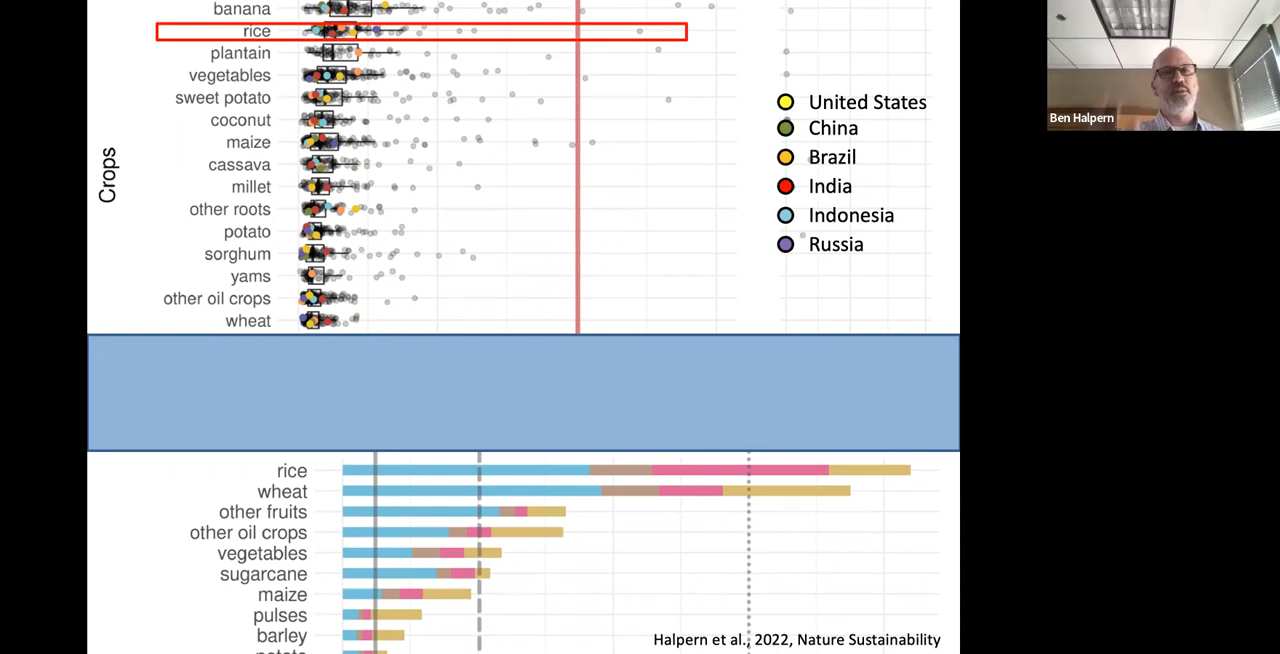 banana
rice
plantain
vegetables
sweet potato
coconut
maize
cassava
millet
other roots
potato
sorghum
yams
other oil crops
wheat
Crops
United States
China
Brazil
India
Indonesia
Russia
Ben Halpern
rice
wheat
other fruits
other oil crops
vegetables
sugarcane
maize
pulses
barley
potato
Halpern et al., 2022, Nature Sustainability